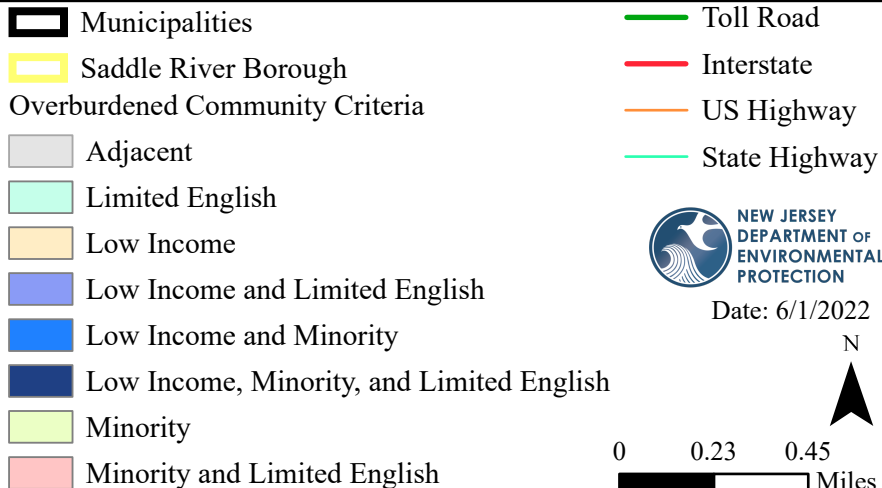 Municipalities
Saddle River Borough
Overburdened Community Criteria
Adjacent
Limited English
Low Income
Low Income and Limited English
Low Income and Minority
Low Income, Minority, and Limited English
Minority
Minority and Limited English
Toll Road
Interstate
US Highway
State Highway
NEW JERSEY
DEPARTMENT OF
ENVIRONMENTAL
PROTECTION
Date: 6/1/2022
N
0 0.23 0.45
Miles